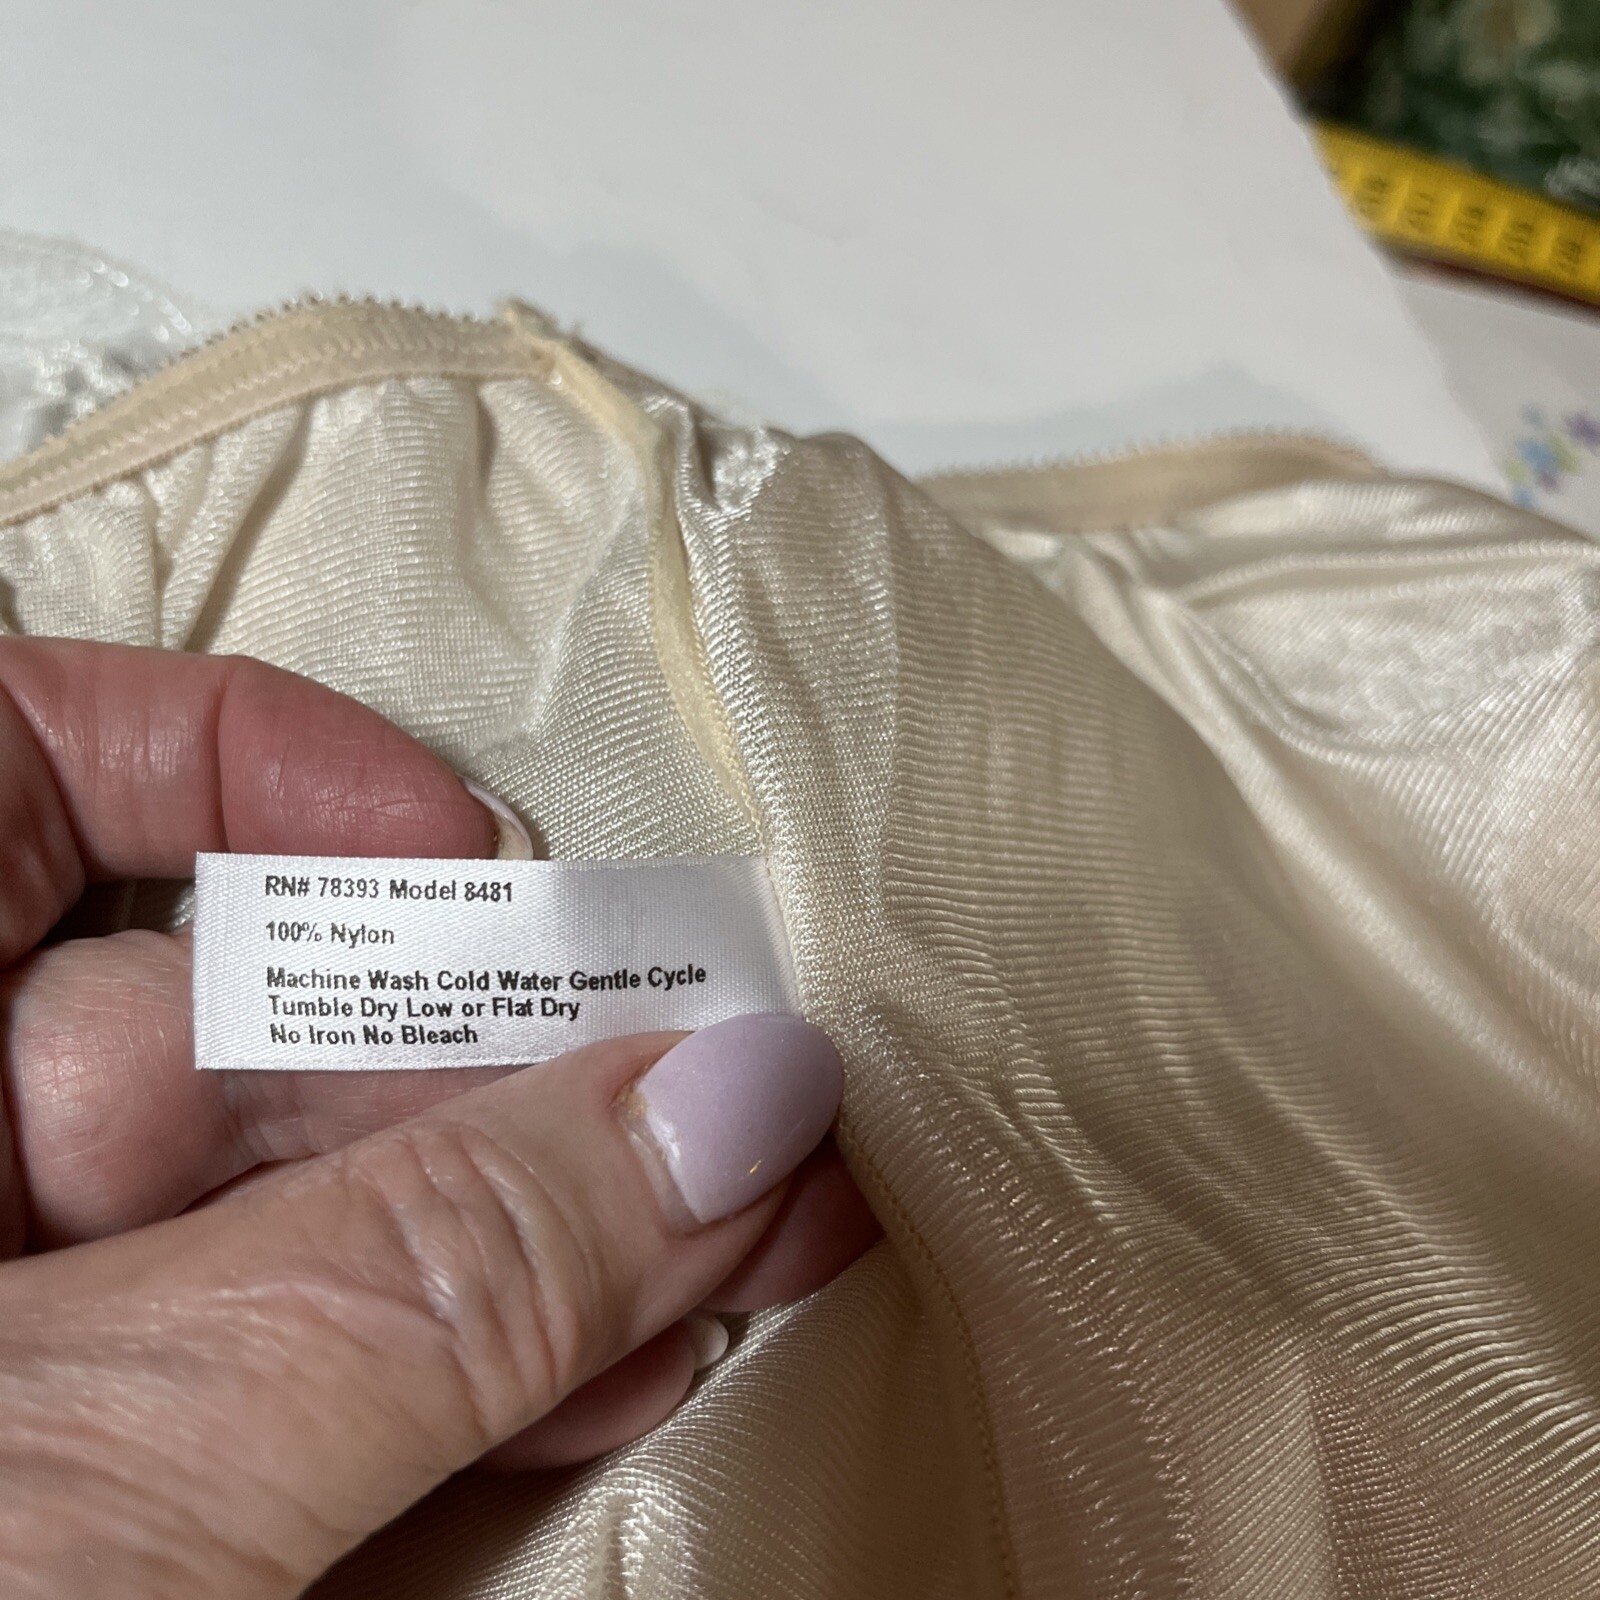 RN# 78393 Model 8481
100% Nylon
Machine Wash Cold Water Gentle Cycle
Tumble Dry Low or Flat Dry
No Iron No Bleach